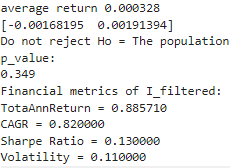 average return 0.000328
[-0.00168195  0.00191394]
Do not reject Ho = The population
p_value:
0.349
Financial metrics of I_filtered:
TotaAnnReturn = 0.885710
CAGR = 0.820000
Sharpe Ratio = 0.130000
Volatility = 0.110000